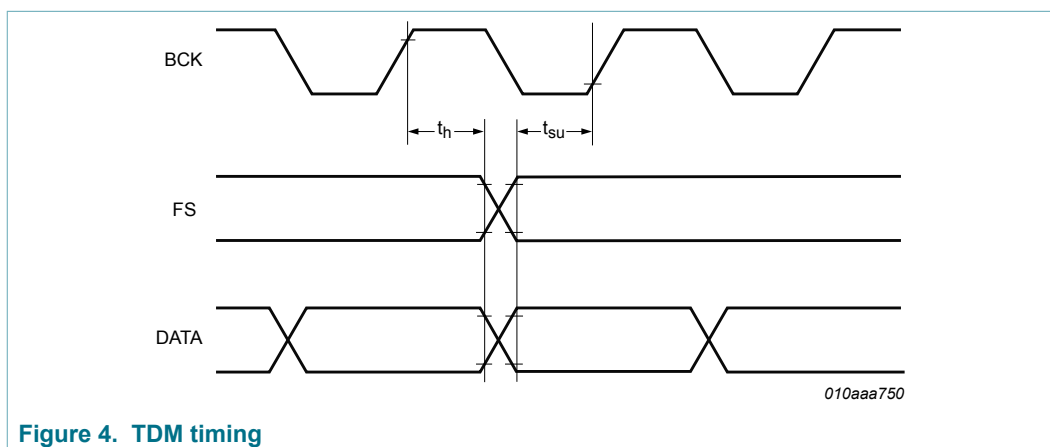 BCK
th
tsu
FS
DATA
010aaa750
Figure 4. TDM timing